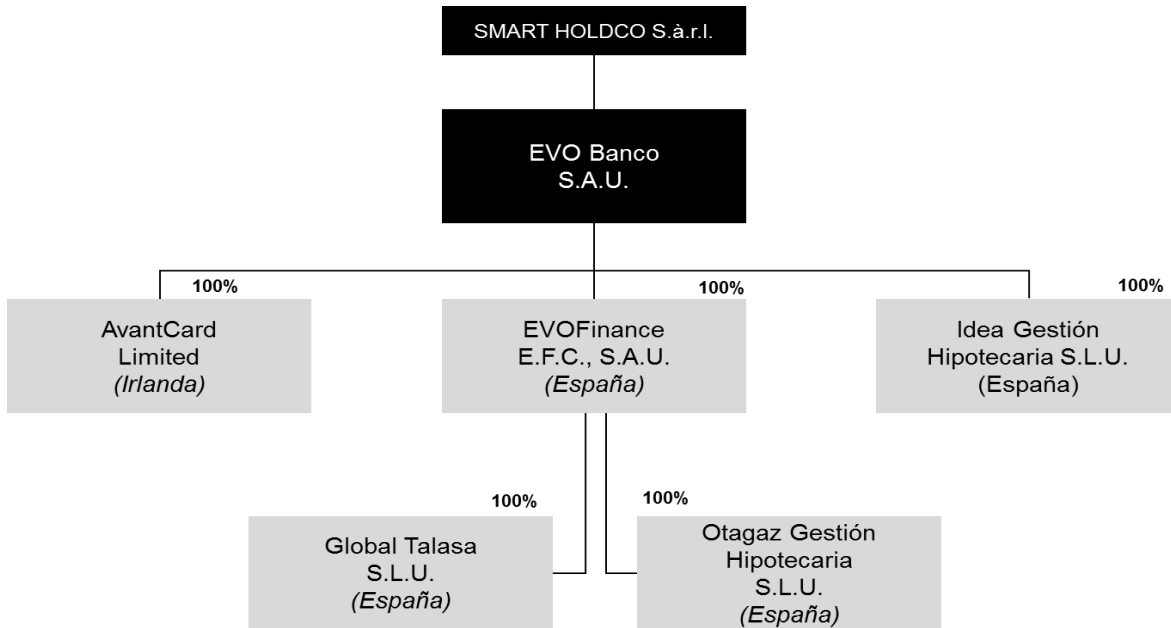 SMART HOLDCO S.à.r.l.
EVO Banco
S.A.U.
100%
100%
100%
AvantCard
Limited
(Irlanda)
EVOFinance
E.F.C., S.A.U.
(España)
Idea Gestión
Hipotecaria S.L.U.
(España)
100%
100%
Global Talasa
S.L.U.
(España)
Otagaz Gestión
Hipotecaria
S.L.U.
(España)